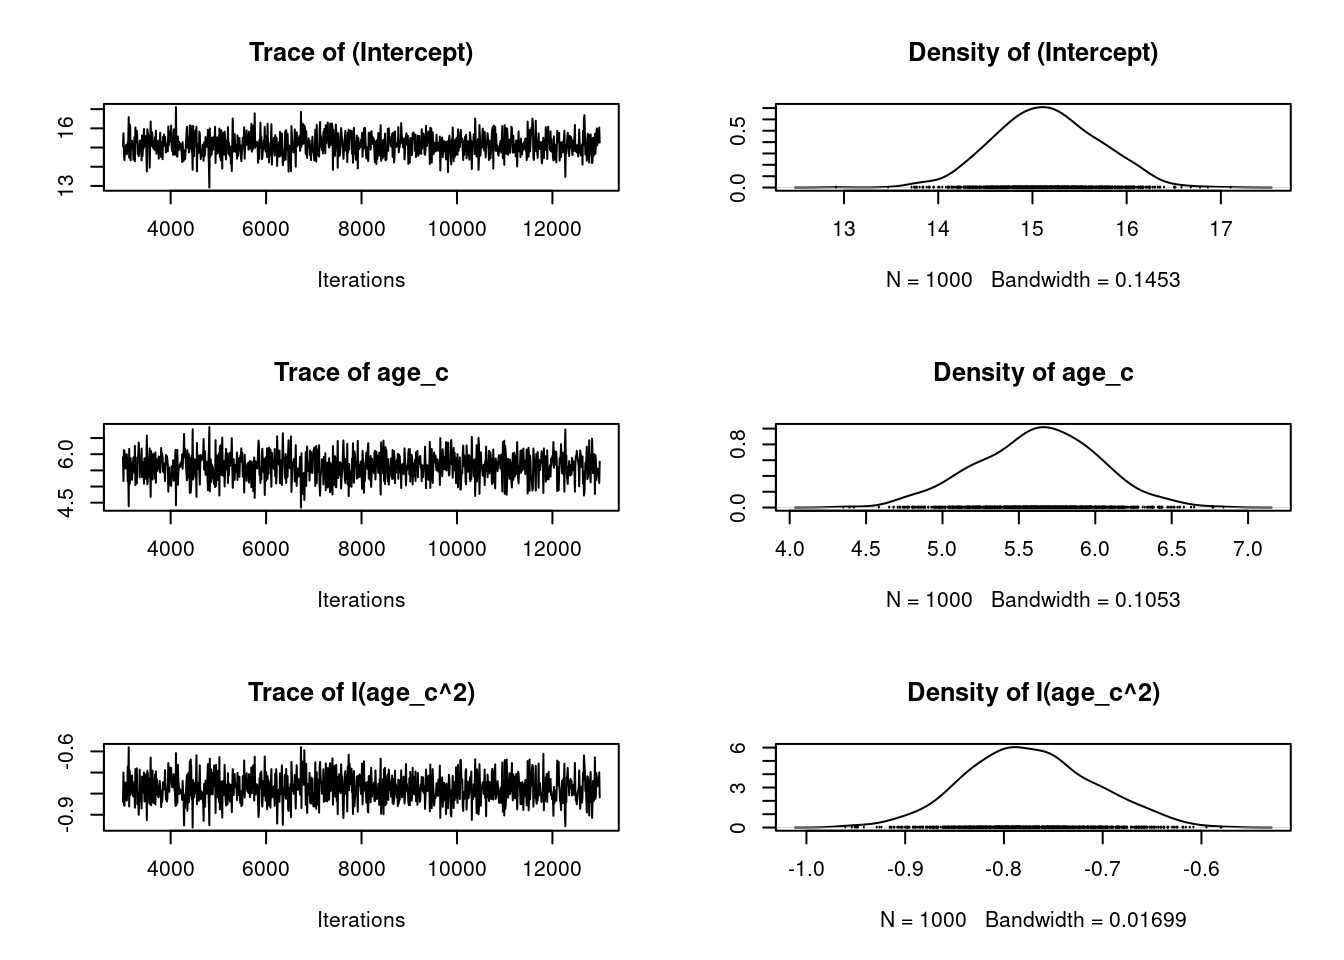 Trace of (Intercept)
16
13
4000 6000 8000 10000 12000
Iterations
Density of (Intercept)
0.5
0.0
13 14 15 16 17
N = 1000 Bandwidth = 0.1453
Trace of age_c
6.0
4.5
4000 6000 8000 10000 12000
Iterations
Density of age_c
0.8
0.0
4.0 4.5 5.0 5.5 6.0 6.5 7.0
N = 1000 Bandwidth = 0.1053
Trace of I(age_c^2)
-0.6
-0.9
4000 6000 8000 10000 12000
Iterations
Density of I(age_c^2)
6
3
0
-1.0 -0.9 -0.8 -0.7 -0.6
N = 1000 Bandwidth = 0.01699